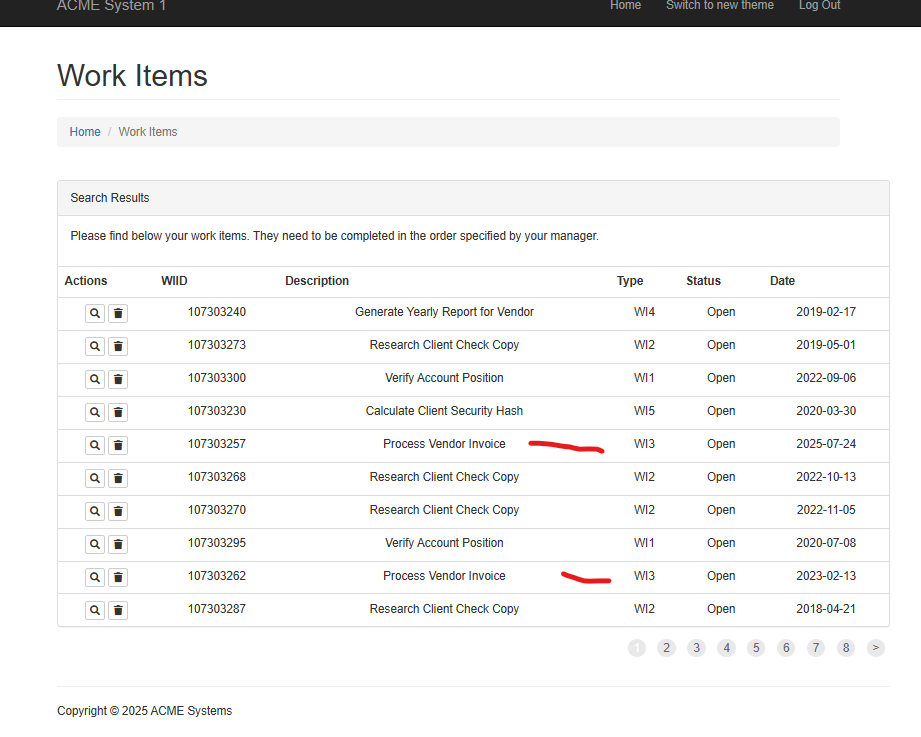 ACME System 1 Home Switch to new theme Log Out
Work Items
Home / Work Items
Search Results
Please find below your work items. They need to be completed in the order specified by your manager.
Actions WIID Description Type Status Date
107303240 Generate Yearly Report for Vendor WI4 Open 2019-02-17
107303273 Research Client Check Copy WI2 Open 2019-05-01
107303300 Verify Account Position WI1 Open 2022-09-06
107303230 Calculate Client Security Hash WI5 Open 2020-03-30
107303257 Process Vendor Invoice WI3 Open 2025-07-24
107303268 Research Client Check Copy WI2 Open 2022-10-13
107303270 Research Client Check Copy WI2 Open 2022-11-05
107303295 Verify Account Position WI1 Open 2020-07-08
107303262 Process Vendor Invoice WI3 Open 2023-02-13
107303287 Research Client Check Copy WI2 Open 2018-04-21
1 2 3 4 5 6 7 8 >
Copyright © 2025 ACME Systems